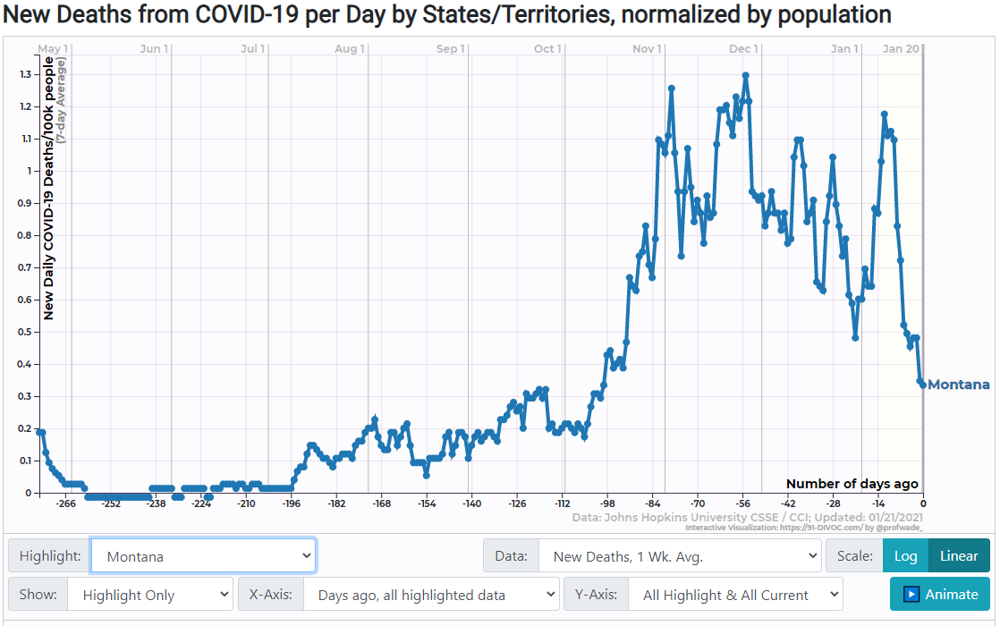 New Deaths from COVID-19 per Day by States/Territories, normalized by population
May 1 Jun 1 Jul 1 Aug 1 Sep 1 Oct 1 Nov 1 Dec 1 Jan 1 Jan 20
New Daily COVID-19 Deaths/100k people
(7-day Average)
1.3
1.2
1.1
1
0.9
0.8
0.7
0.6
0.5
0.4
0.3
0.2
0.1
0
Montana
Number of days ago
-266 -252 -238 -224 -210 -196 -182 -168 -154 -140 -126 -112 -98 -84 -70 -56 -42 -28 -14 0
Data: Johns Hopkins University CSSE / CCI; Updated: 01/21/2021
Interactive Visualization: https://91-DIVOC.com/ by @profwade_
Highlight: Montana Data: New Deaths, 1 Wk. Avg. Scale: Log Linear
Show: Highlight Only X-Axis: Days ago, all highlighted data Y-Axis: All Highlight & All Current Animate